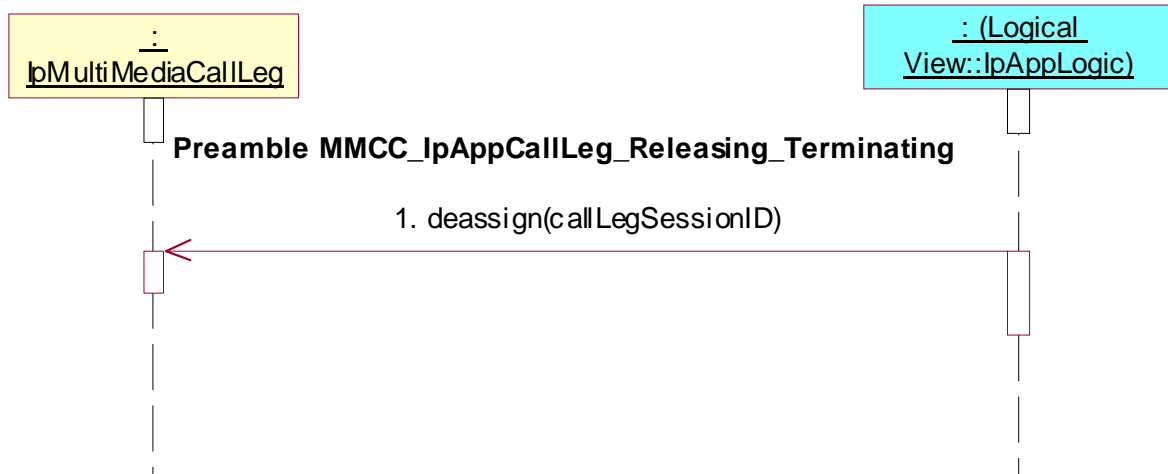 :
IpMultiMediaCallLeg
: (Logical
View::IpAppLogic)
Preamble MMCC_IpAppCallLeg_Releasing_Terminating
1. deassign(callLegSessionID)